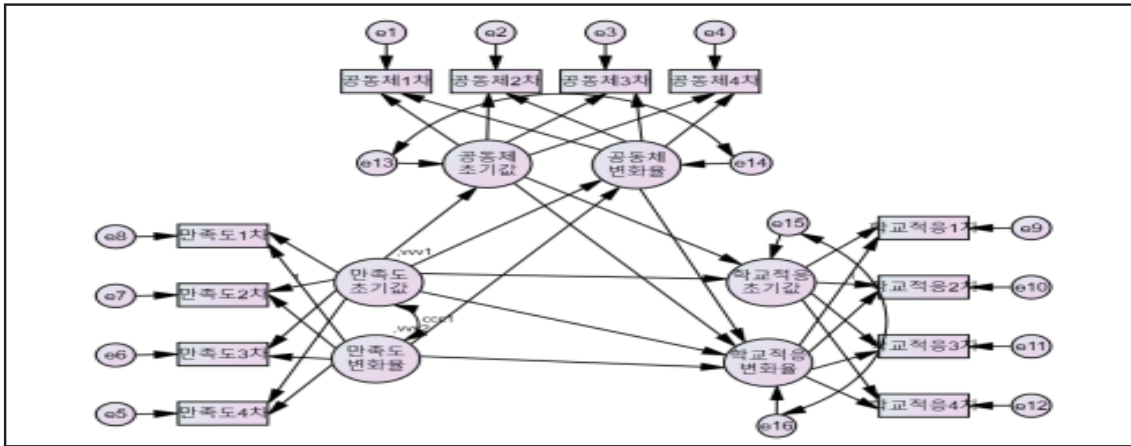 e1
e2
e3
e4
공동체1차
공동체2차
공동체3차
공동체4차
e13
공동체
초기값
공동체
변화율
e14
e8
만족도1차
e7
만족도2차
e6
만족도3차
e5
만족도4차
만족도
초기값
만족도
변화율
,vvv1
ccc1
e15
학교적응
초기값
학교적응
변화율
e16
학교적응1차
e9
학교적응2차
e10
학교적응3차
e11
학교적응4차
e12